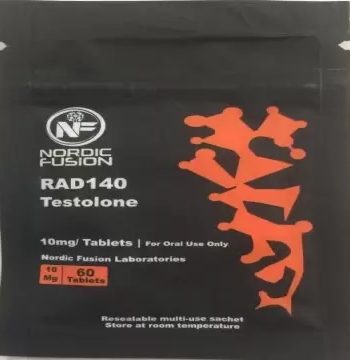 NF
NORDIC
FUSION
RAD140
Testolone
10mg/ Tablets | For Oral Use Only
Nordic Fusion Laboratories
10 Mg 60 Tablets
Resealable multi-use sachet
Store at room temperature